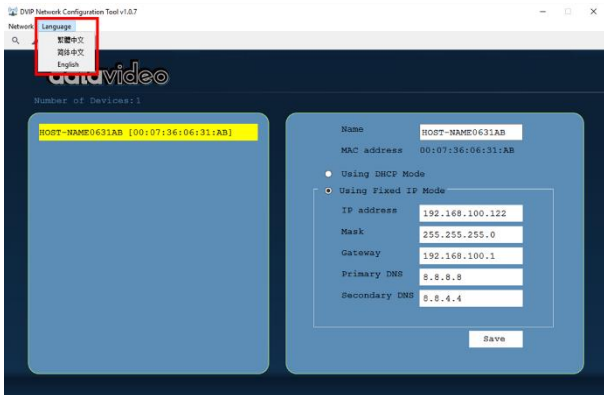 DVIP Network Configuration Tool v1.0.7
Network Language
繁體中文
简体中文
English
datavideo
Number of Devices:1
HOST-NAME0631AB [00:07:36:06:31:AB]
Name HOST-NAME0631AB
MAC address 00:07:36:06:31:AB
Using DHCP Mode
Using Fixed IP Mode
IP address 192.168.100.122
Mask 255.255.255.0
Gateway 192.168.100.1
Primary DNS 8.8.8.8
Secondary DNS 8.8.4.4
Save